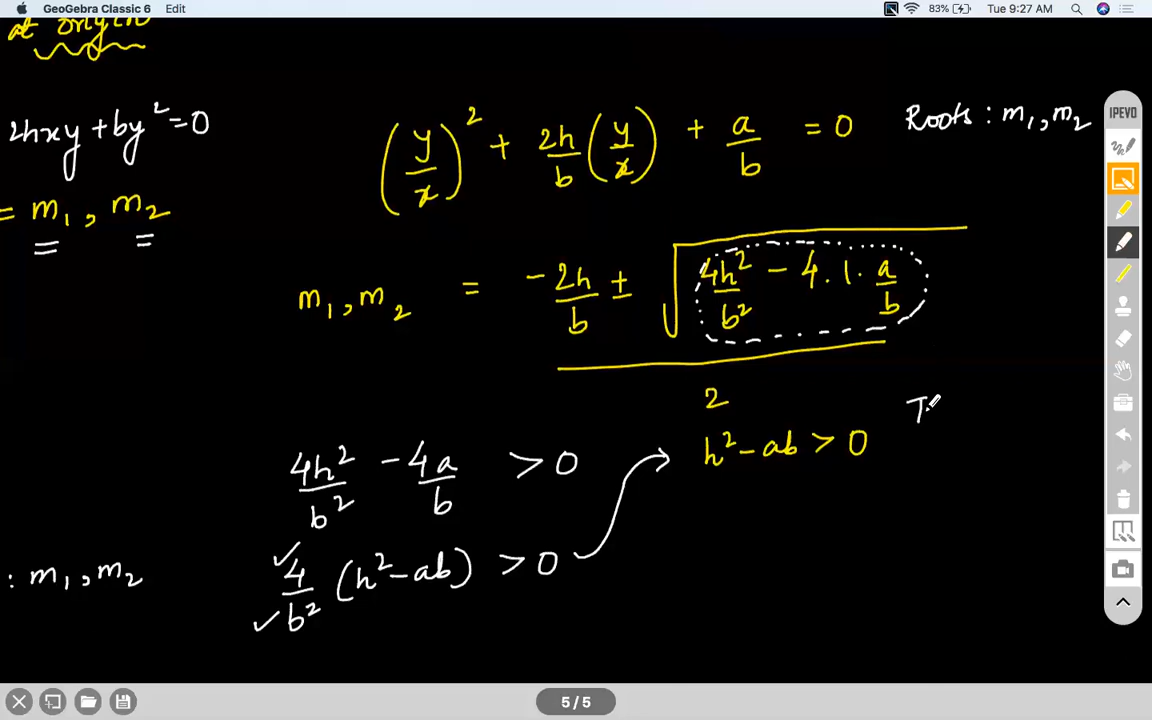 GeoGebra Classic 6 Edit 83% Tue 9:27 AM
at origin
2hxy + by² = 0
(y/x)² + 2h/b (y/x) + a/b = 0
Roots : m₁, m₂
= m₁, m₂
IPEVO
m₁, m₂ = -2h/b ± √(4h²/b² - 4.1.a/b)
2
T
h² - ab > 0
4h²/b² - 4a/b > 0
4/b² (h² - ab) > 0
: m₁, m₂
5 / 5